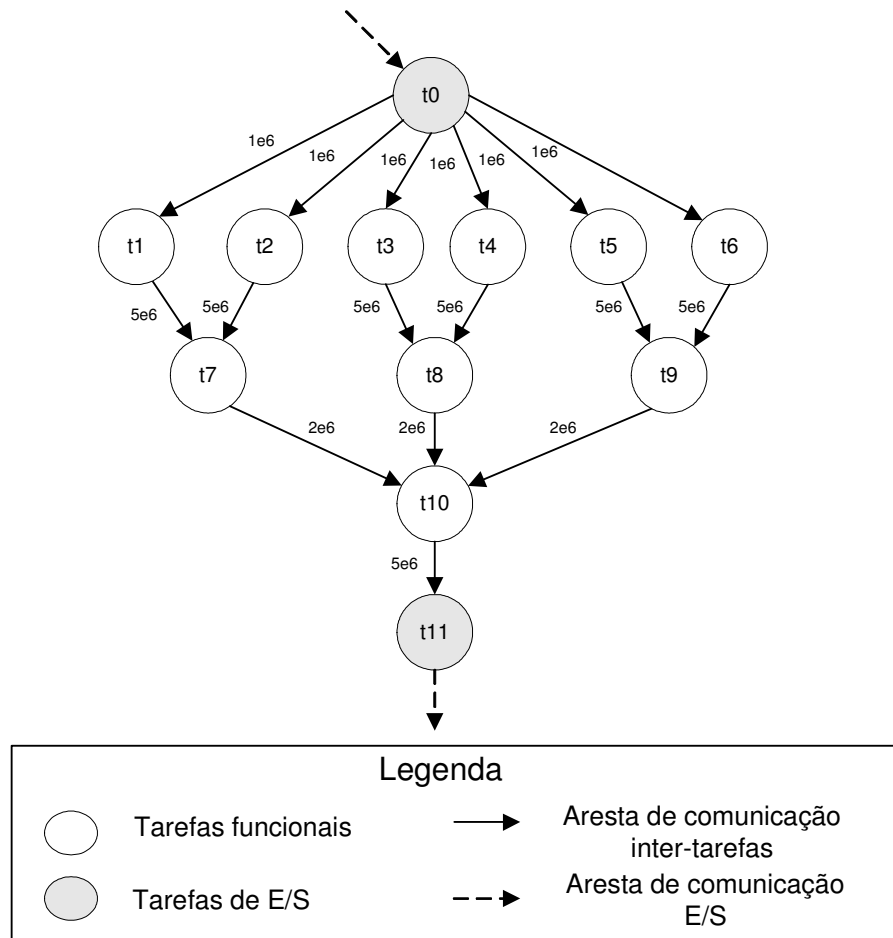 t0
1e6
1e6
1e6
1e6
1e6
1e6
t1
t2
t3
t4
t5
t6
5e6
5e6
5e6
5e6
5e6
5e6
t7
t8
t9
2e6
2e6
2e6
t10
5e6
t11
Legenda
Tarefas funcionais
Aresta de comunicação
inter-tarefas
Tarefas de E/S
Aresta de comunicação
E/S